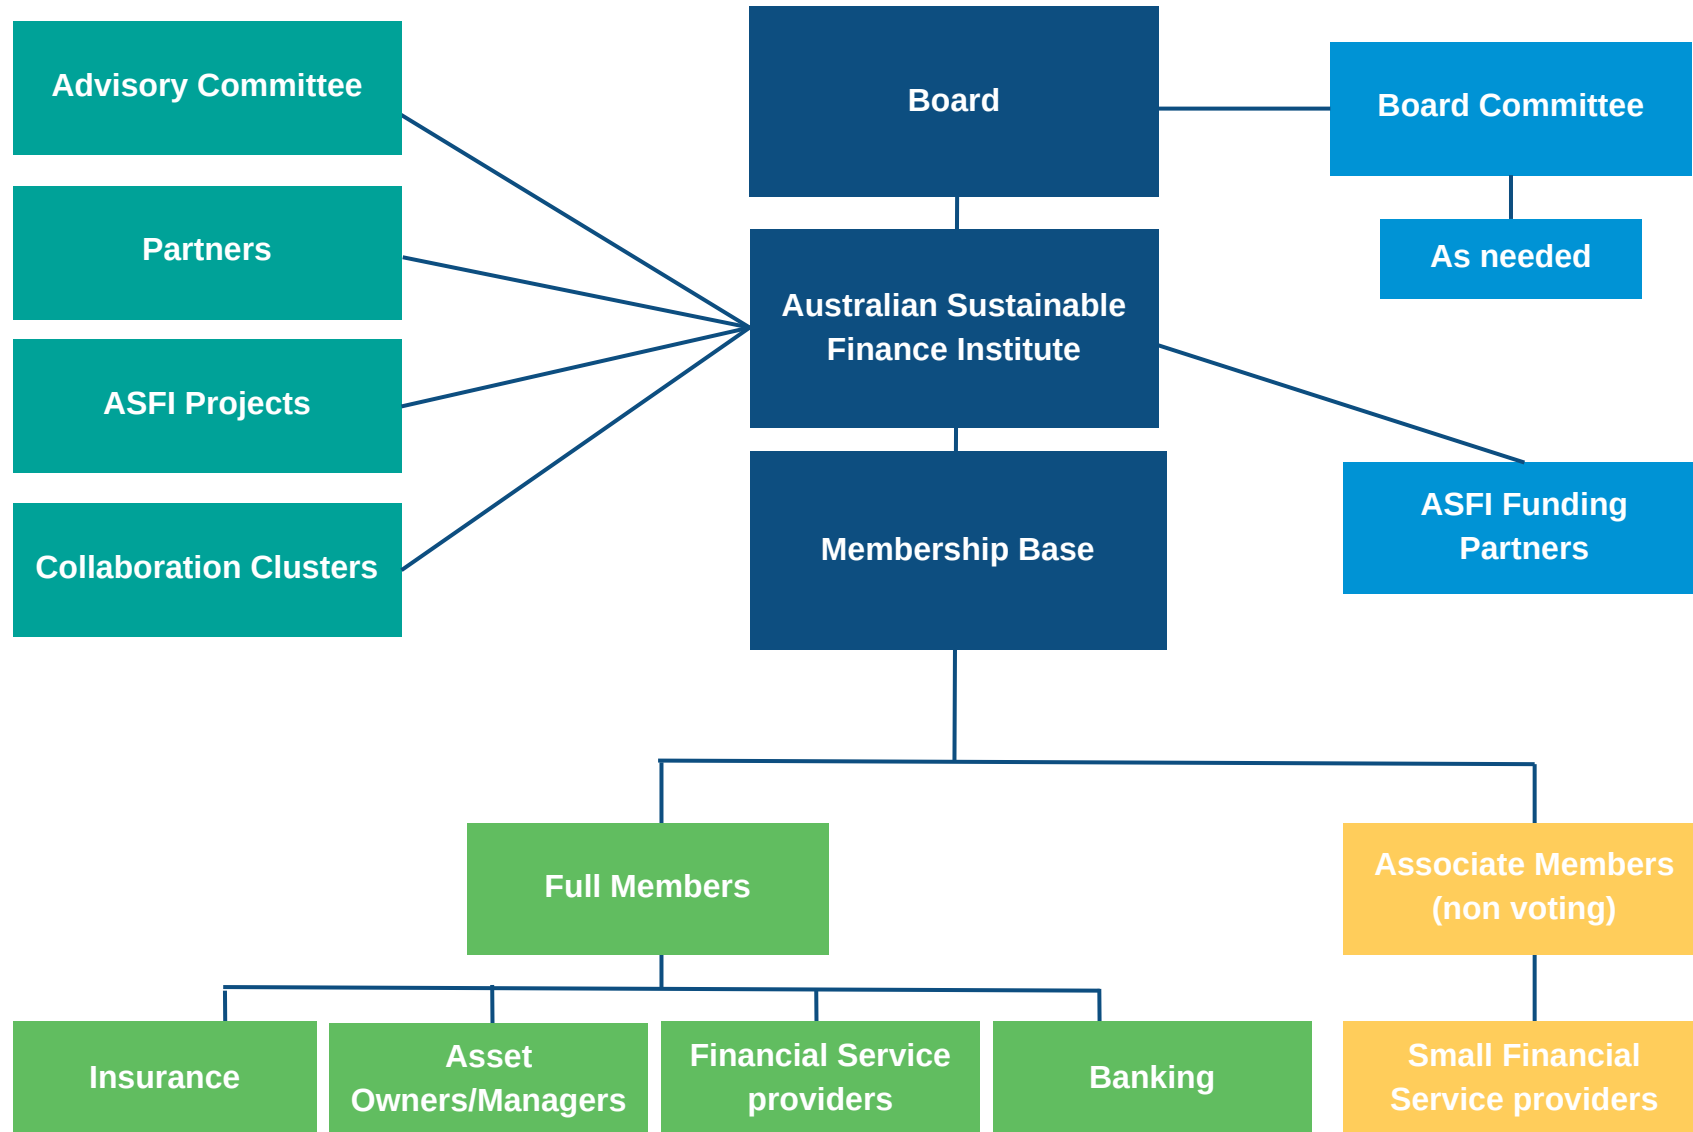 Advisory Committee
Partners
ASFI Projects
Collaboration Clusters
Board
Australian Sustainable
Finance Institute
Membership Base
Board Committee
As needed
ASFI Funding
Partners
Full Members
Associate Members
(non voting)
Insurance
Asset
Owners/Managers
Financial Service
providers
Banking
Small Financial
Service providers